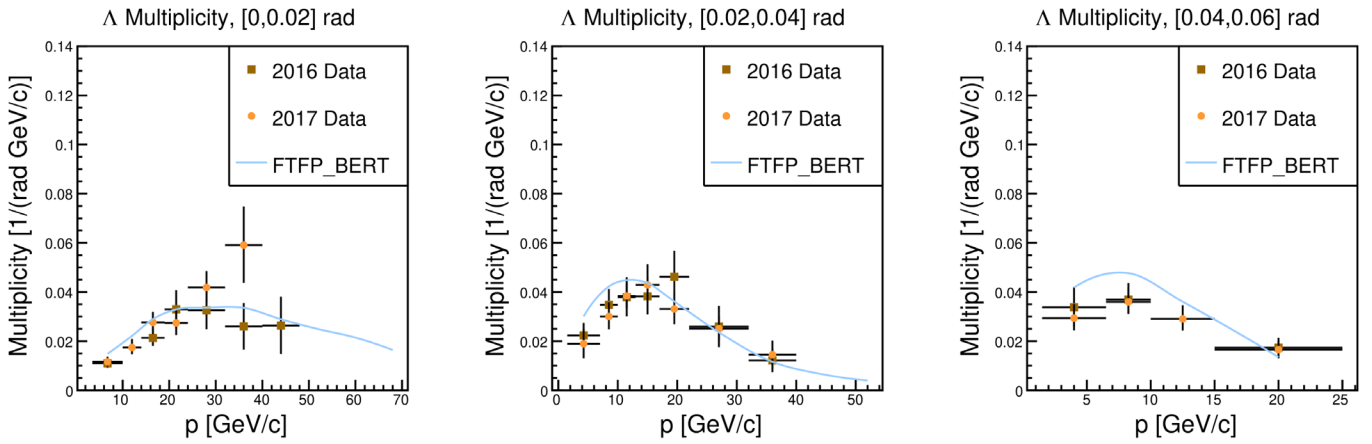 Λ Multiplicity, [0,0.02] rad
Multiplicity [1/(rad GeV/c)]
0.14
0.12
0.1
0.08
0.06
0.04
0.02
0
2016 Data
2017 Data
FTFP_BERT
10 20 30 40 50 60 70
p [GeV/c]
Λ Multiplicity, [0.02,0.04] rad
Multiplicity [1/(rad GeV/c)]
0.14
0.12
0.1
0.08
0.06
0.04
0.02
0
2016 Data
2017 Data
FTFP_BERT
0 10 20 30 40 50
p [GeV/c]
Λ Multiplicity, [0.04,0.06] rad
Multiplicity [1/(rad GeV/c)]
0.14
0.12
0.1
0.08
0.06
0.04
0.02
0
2016 Data
2017 Data
FTFP_BERT
5 10 15 20 25
p [GeV/c]